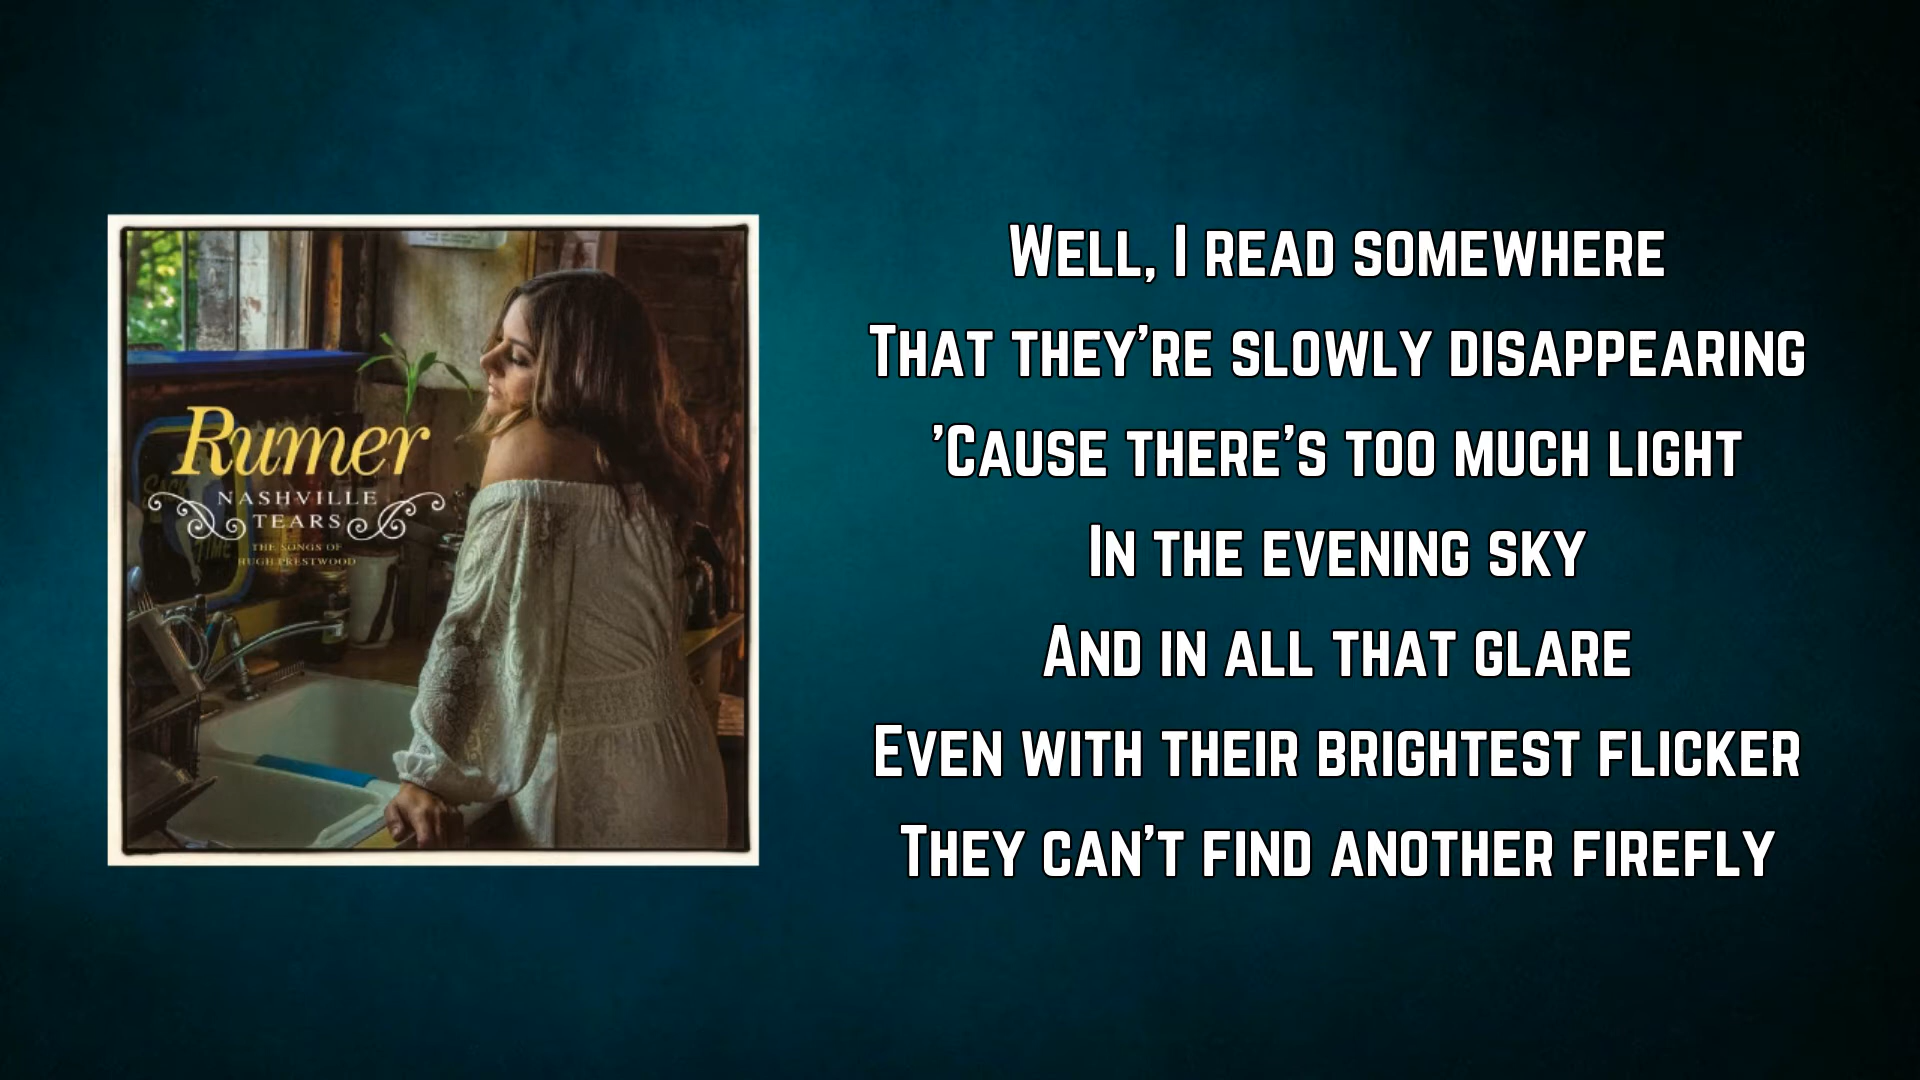 Rumer
NASHVILLE
TEARS
THE SONGS OF
HUGH PRESTWOOD
WELL, I READ SOMEWHERE
THAT THEY'RE SLOWLY DISAPPEARING
'CAUSE THERE'S TOO MUCH LIGHT
IN THE EVENING SKY
AND IN ALL THAT GLARE
EVEN WITH THEIR BRIGHTEST FLICKER
THEY CAN'T FIND ANOTHER FIREFLY